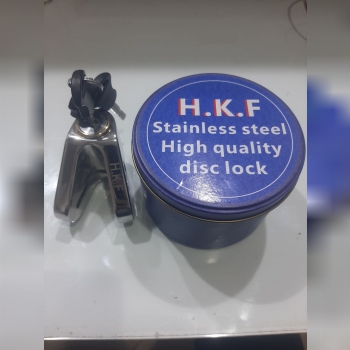 H.K.F
Stainless steel
High quality
disc lock
H.K.F